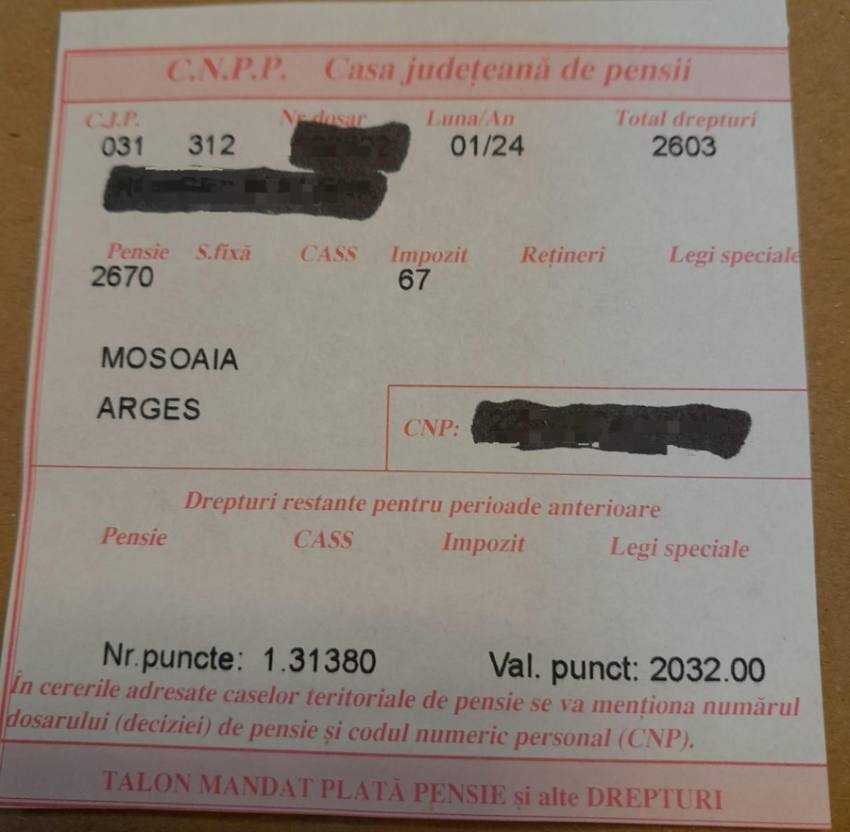 C.N.P.P. Casa județeană de pensii
C.J.P. Nr.dosar Luna/An Total drepturi
031 312 01/24 2603
Pensie S.fixă CASS Impozit Rețineri Legi speciale
2670 67
MOSOAIA
ARGES
CNP:
Drepturi restante pentru perioade anterioare
Pensie CASS Impozit Legi speciale
Nr.puncte: 1.31380 Val. punct: 2032.00
În cererile adresate caselor teritoriale de pensie se va menționa numărul
dosarului (deciziei) de pensie și codul numeric personal (CNP).
TALON MANDAT PLATĂ PENSIE și alte DREPTURI